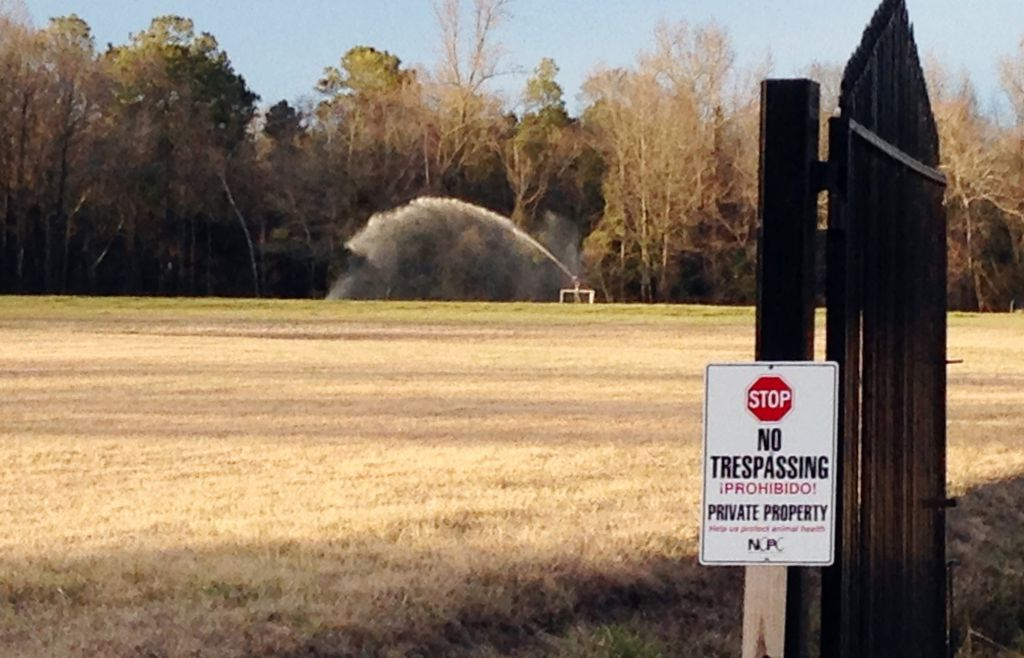 STOP
NO
TRESPASSING
¡PROHIBIDO!
PRIVATE PROPERTY
Help us protect animal health
NCPC